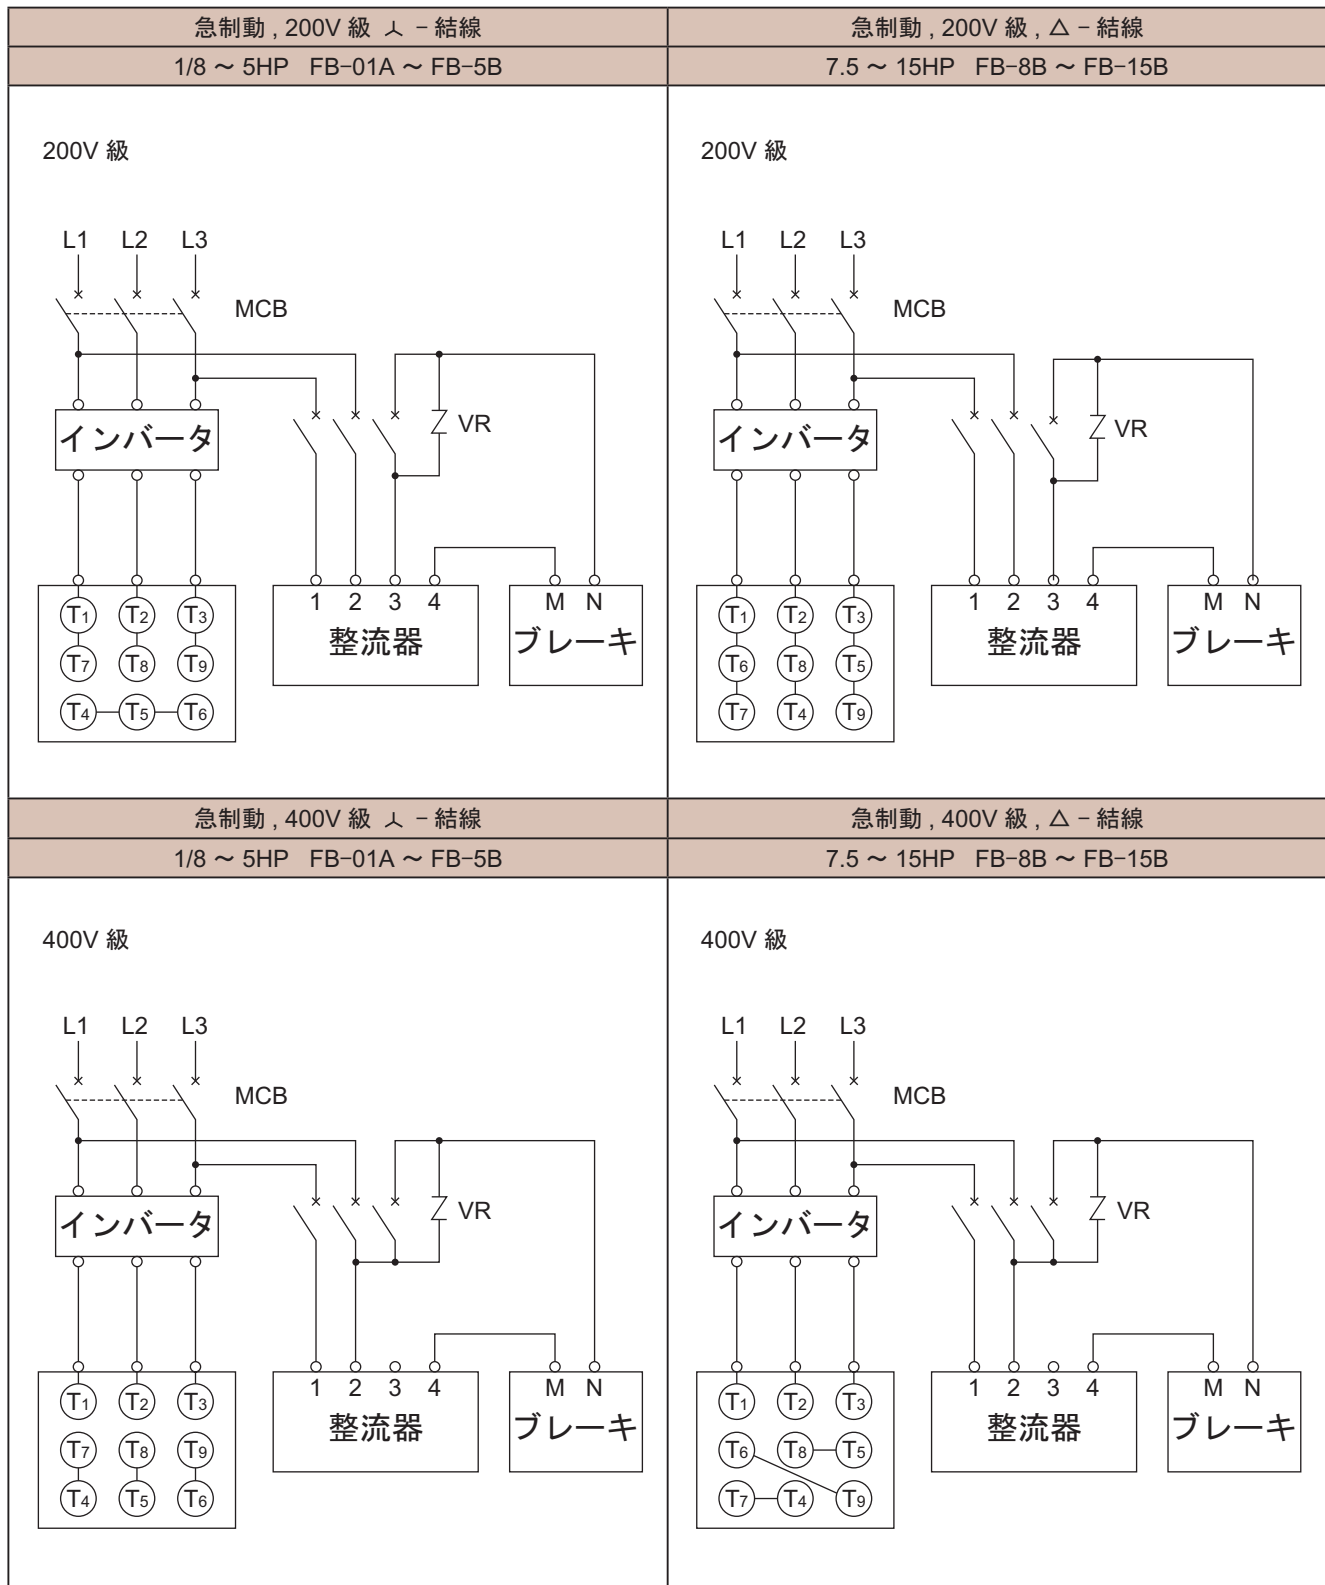 急制動 , 200V 級 人 − 結線
1/8 ～ 5HP FB−01A ～ FB−5B
200V 級
L1 L2 L3
MCB
インバータ
VR
1 2 3 4
M N
整流器
ブレーキ
T1 T2 T3
T7 T8 T9
T4 T5 T6
急制動 , 200V 級 , △ − 結線
7.5 ～ 15HP FB−8B ～ FB−15B
200V 級
L1 L2 L3
MCB
インバータ
VR
1 2 3 4
M N
整流器
ブレーキ
T1 T2 T3
T6 T8 T5
T7 T4 T9
急制動 , 400V 級 人 − 結線
1/8 ～ 5HP FB−01A ～ FB−5B
400V 級
L1 L2 L3
MCB
インバータ
VR
1 2 3 4
M N
整流器
ブレーキ
T1 T2 T3
T7 T8 T9
T4 T5 T6
急制動 , 400V 級 , △ − 結線
7.5 ～ 15HP FB−8B ～ FB−15B
400V 級
L1 L2 L3
MCB
インバータ
VR
1 2 3 4
M N
整流器
ブレーキ
T1 T2 T3
T6 T8 T5
T7 T4 T9